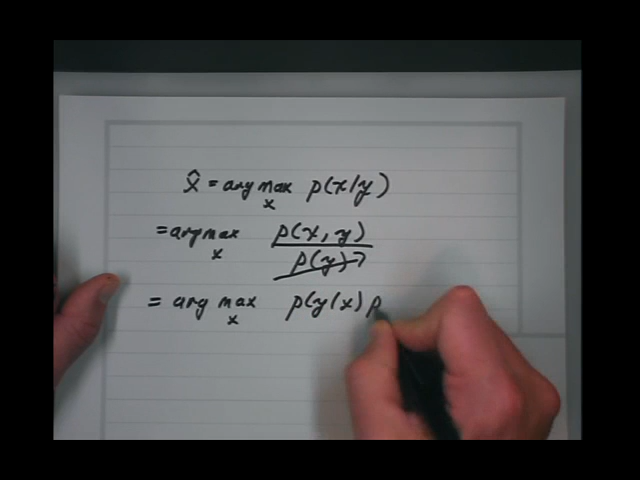 x̂ = arg max p(x|y)
x
= arg max p(x, y)
x p(y)
= arg max p(y|x) p
x